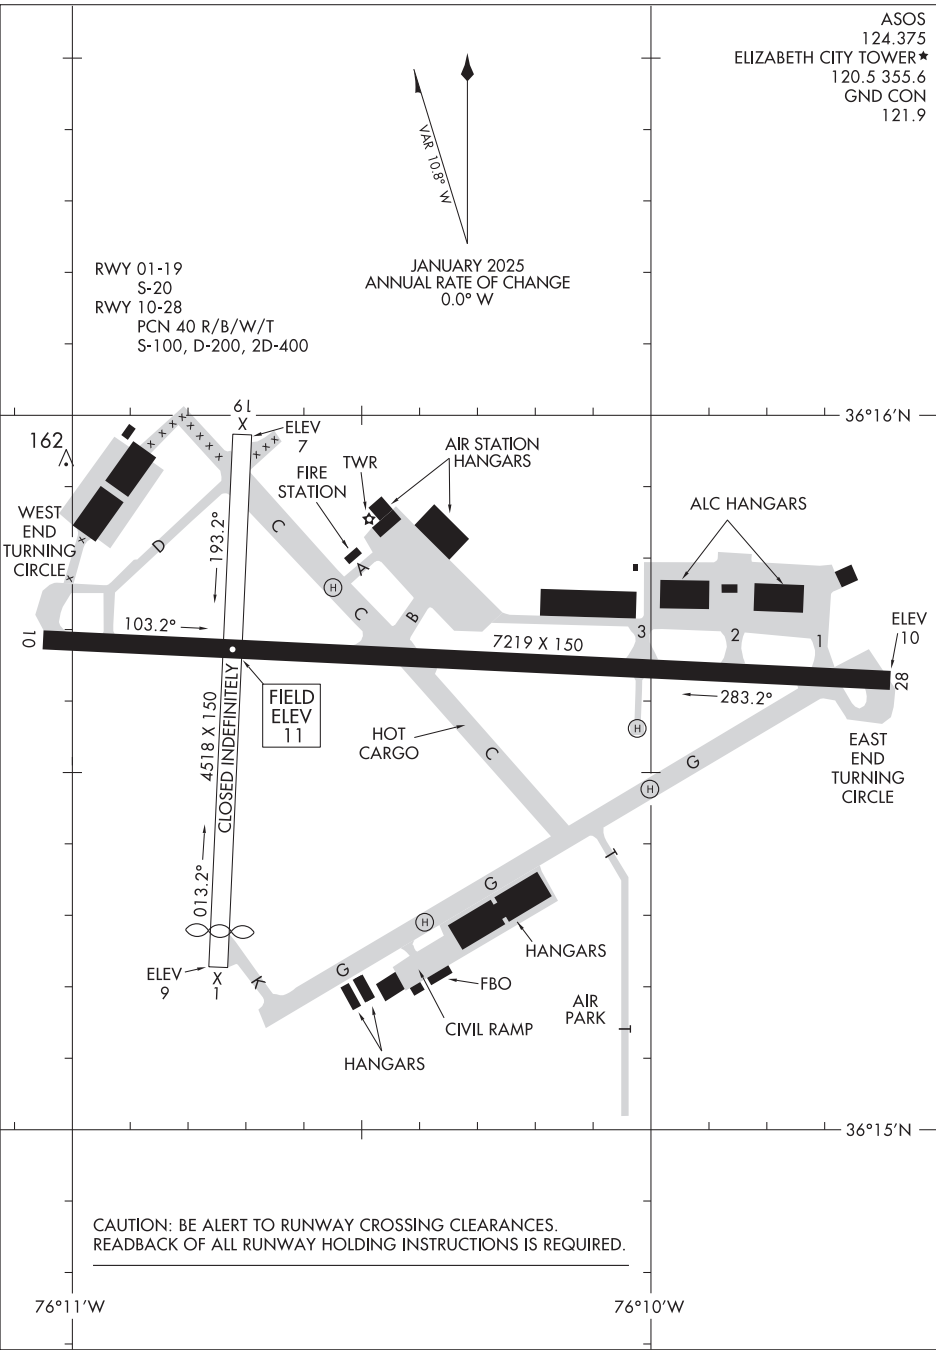 ASOS
124.375
ELIZABETH CITY TOWER★
120.5 355.6
GND CON
121.9
VAR 10.8° W
JANUARY 2025
ANNUAL RATE OF CHANGE
0.0° W
RWY 01-19
S-20
RWY 10-28
PCN 40 R/B/W/T
S-100, D-200, 2D-400
36°16'N
19
X
ELEV
7
162
WEST
END
TURNING
CIRCLE
D
193.2°
C
FIRE
STATION
TWR
AIR STATION
HANGARS
ALC HANGARS
A
H
C
B
3
2
1
ELEV
10
10
103.2°
7219 X 150
283.2°
28
4518 X 150
CLOSED INDEFINITELY
FIELD
ELEV
11
HOT
CARGO
C
H
G
H
EAST
END
TURNING
CIRCLE
013.2°
T
G
H
HANGARS
ELEV
9
X
1
K
G
FBO
CIVIL RAMP
HANGARS
AIR
PARK
T
36°15'N
CAUTION: BE ALERT TO RUNWAY CROSSING CLEARANCES.
READBACK OF ALL RUNWAY HOLDING INSTRUCTIONS IS REQUIRED.
76°11'W
76°10'W